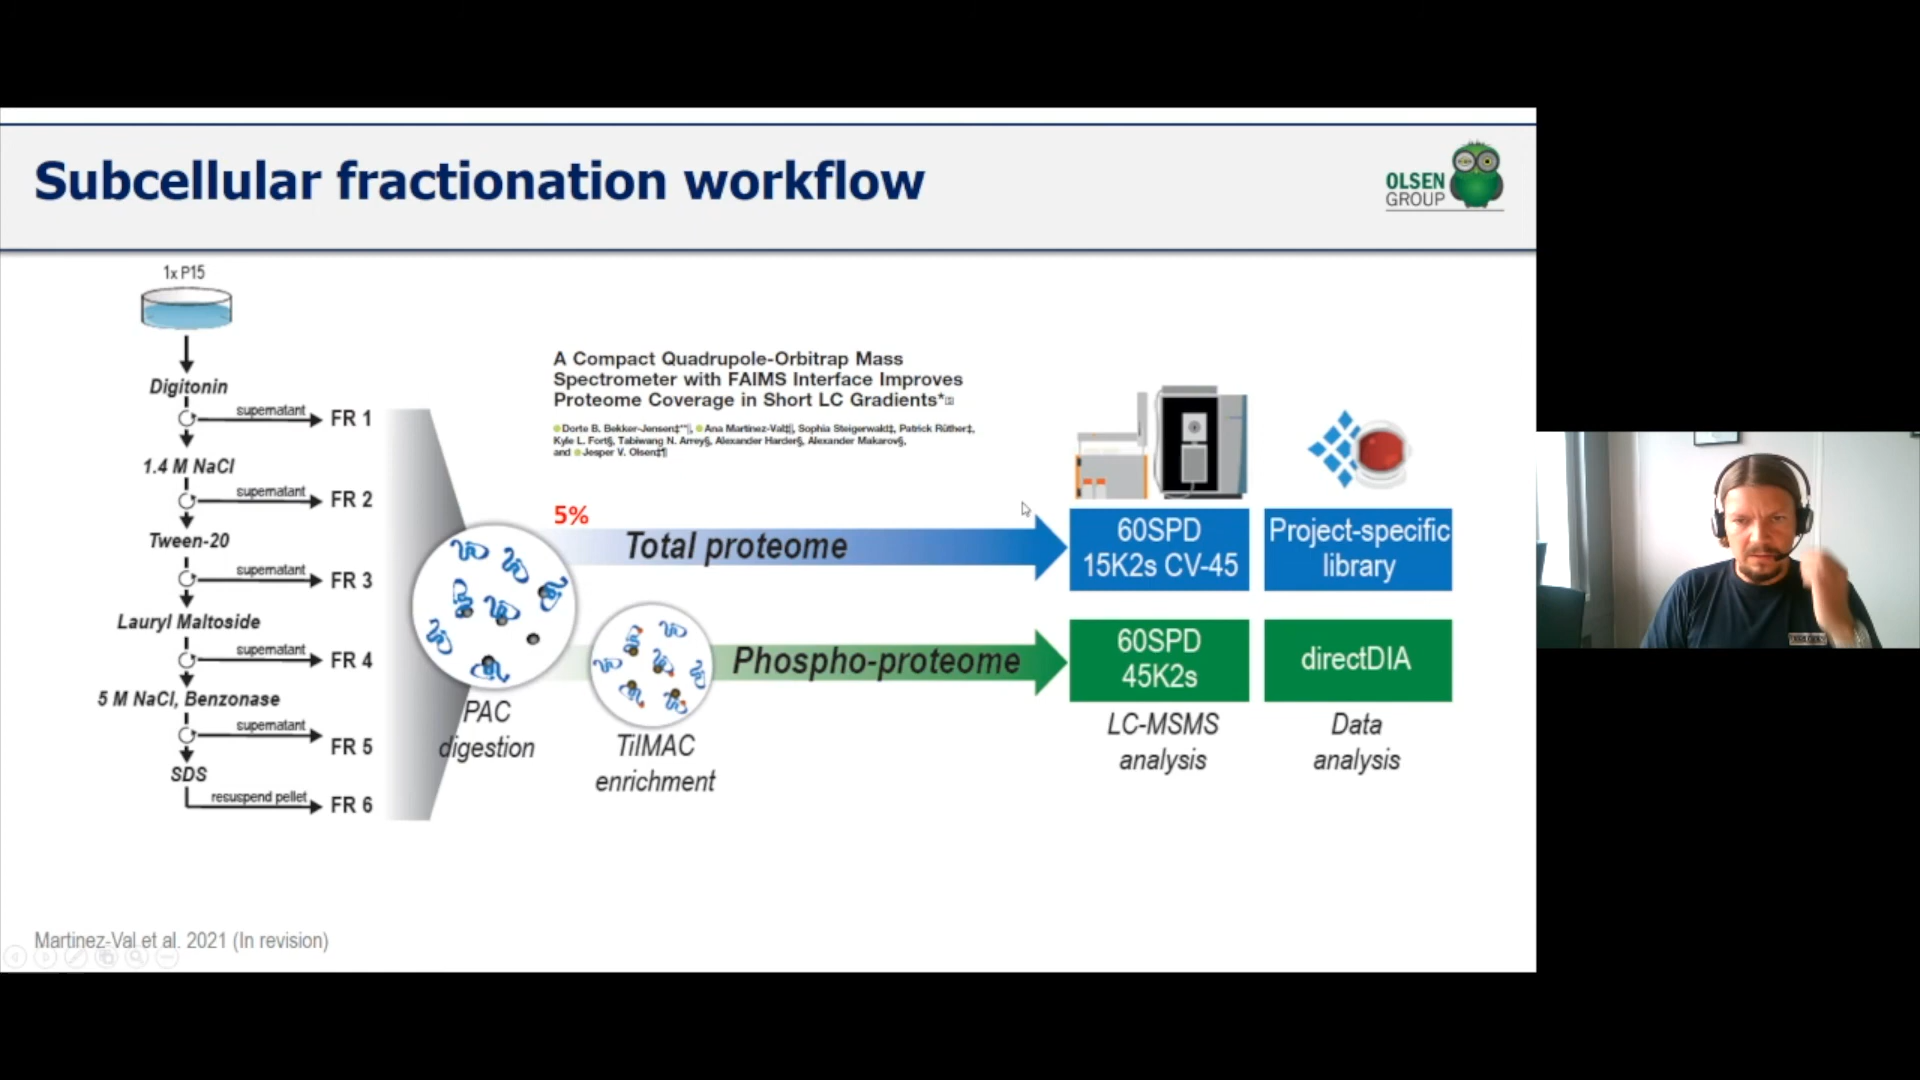 Subcellular fractionation workflow
OLSEN
GROUP
1x P15
Digitonin
supernatant
FR 1
1.4 M NaCl
supernatant
FR 2
Tween-20
supernatant
FR 3
Lauryl Maltoside
supernatant
FR 4
5 M NaCl, Benzonase
supernatant
FR 5
SDS
resuspend pellet
FR 6
PAC
digestion
A Compact Quadrupole-Orbitrap Mass
Spectrometer with FAIMS Interface Improves
Proteome Coverage in Short LC Gradients*
Dorte B. Bekker-Jensen‡**¶, Ana Martínez-Val‡¶, Sophia Steigerwald‡, Patrick Rüther‡,
Kyle L. Fort§, Tabiwang N. Arrey§, Alexander Harder§, Alexander Makarov§,
and Jesper V. Olsen‡¶
5%
Total proteome
60SPD
15K2s CV-45
Project-specific
library
TiIMAC
enrichment
Phospho-proteome
60SPD
45K2s
directDIA
LC-MSMS
analysis
Data
analysis
Martinez-Val et al. 2021 (In revision)